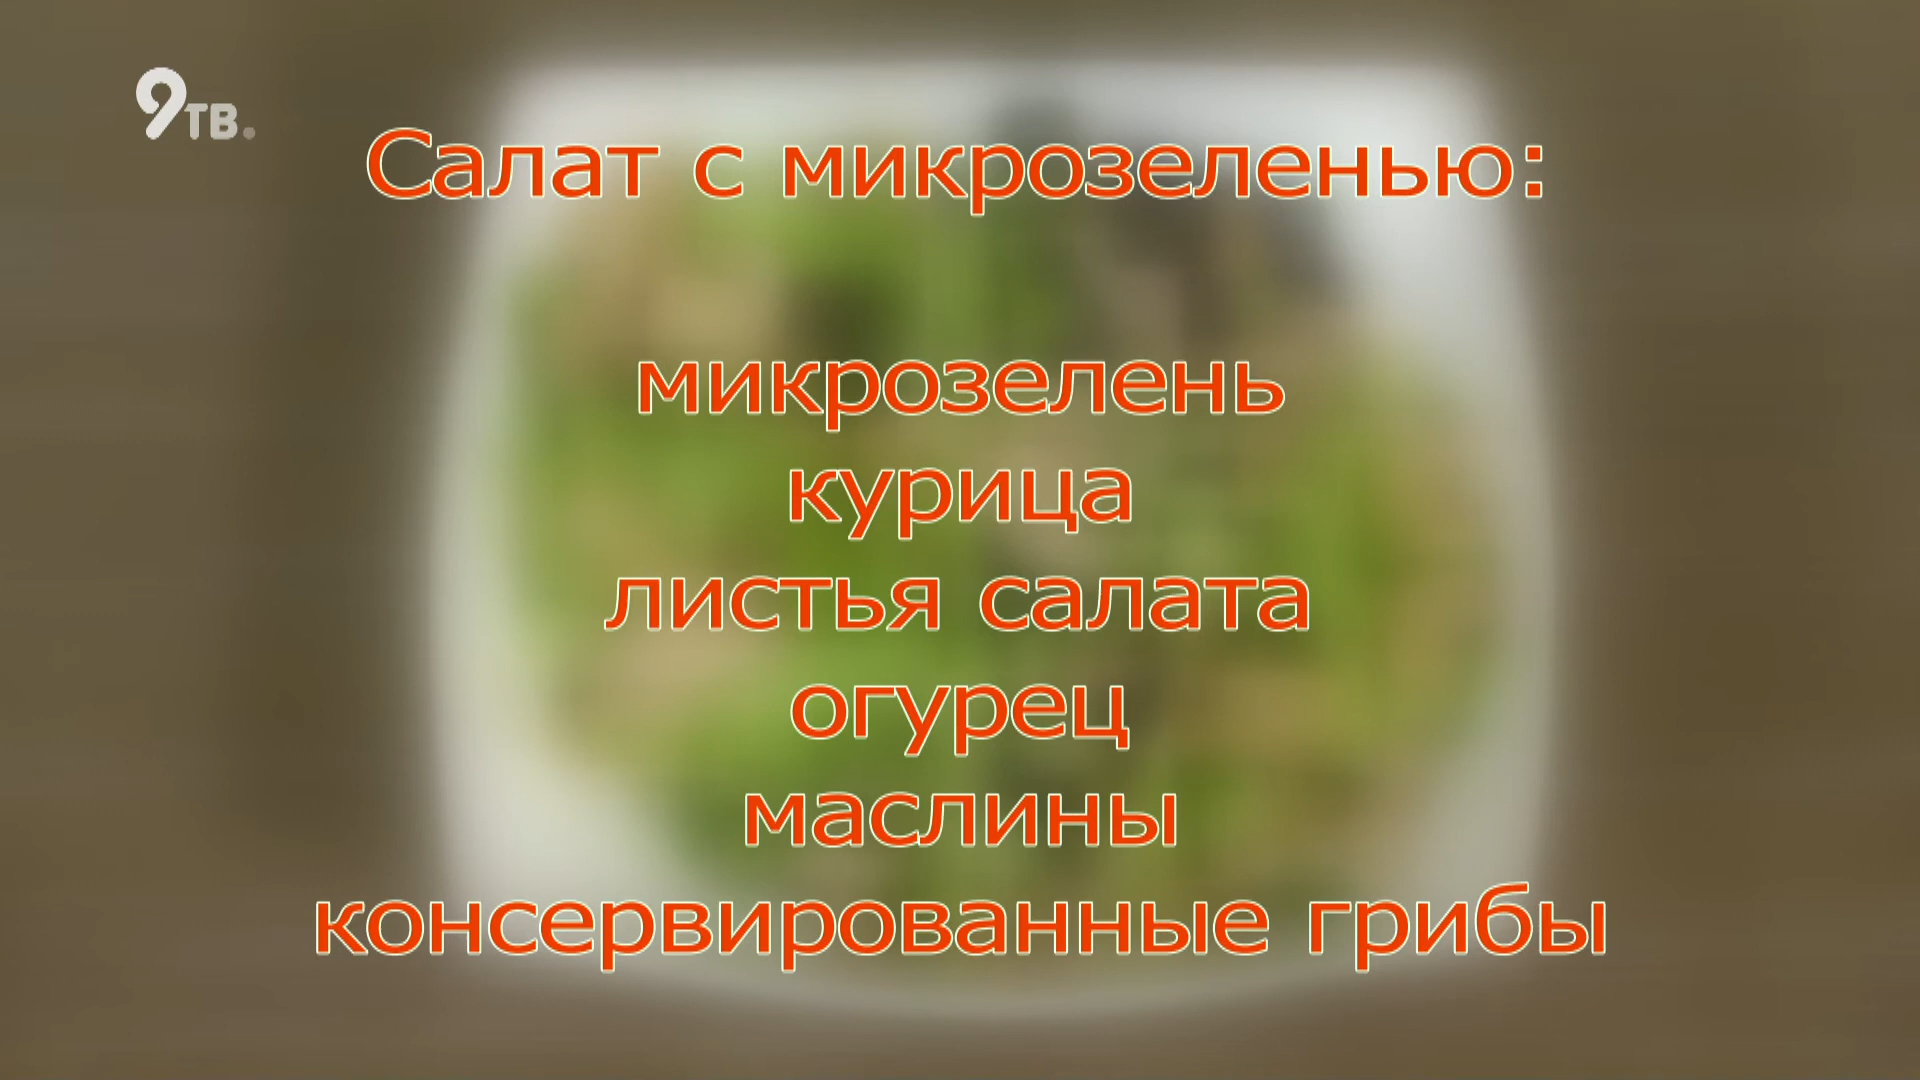 9ТВ.
Салат с микрозеленью:
микрозелень
курица
листья салата
огурец
маслины
консервированные грибы